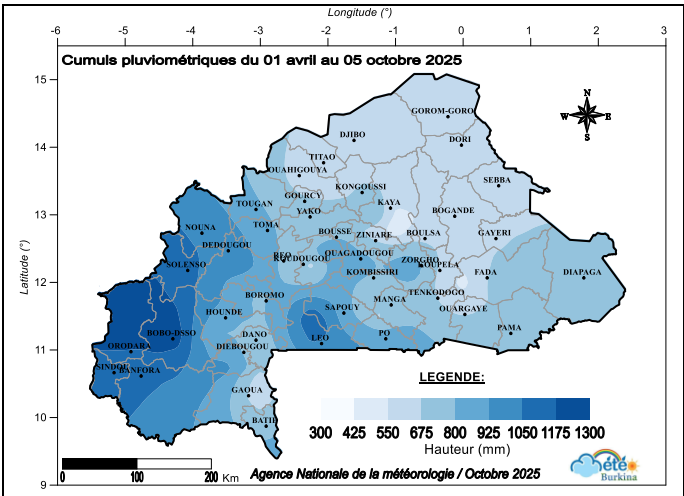 Longitude (°)
-6 -5 -4 -3 -2 -1 0 1 2 3
Cumuls pluviométriques du 01 avril au 05 octobre 2025
15
14
13
12
11
10
9
Latitude (°)
N
W E
S
GOROM-GORO
DJIBO
DORI
TITAO
OUAHIGOUYA
SEBBA
KONGOUSSI
GOURCY
TOUGAN
KAYA
YAKO
BOGANDE
NOUNA
TOMA
BOUSSE
ZINIARE
BOULSA
GAYERI
DEDOUGOU
REO
OUAGADOUGOU
KOUDOUGOU
ZORGHO
SOLENSO
KOUPELA
KOMBISSIRI
FADA
DIAPAGA
BOROMO
TENKODOGO
MANGA
HOUNDE
SAPOUY
OUARGAYE
BOBO-DSSO
DANO
PO
PAMA
ORODARA
LEO
DIEBOUGOU
SINDOU
BANFORA
GAOUA
BATIE
LEGENDE:
300 425 550 675 800 925 1050 1175 1300
Hauteur (mm)
0 100 200 Km
Agence Nationale de la météorologie / Octobre 2025
météo
Burkina